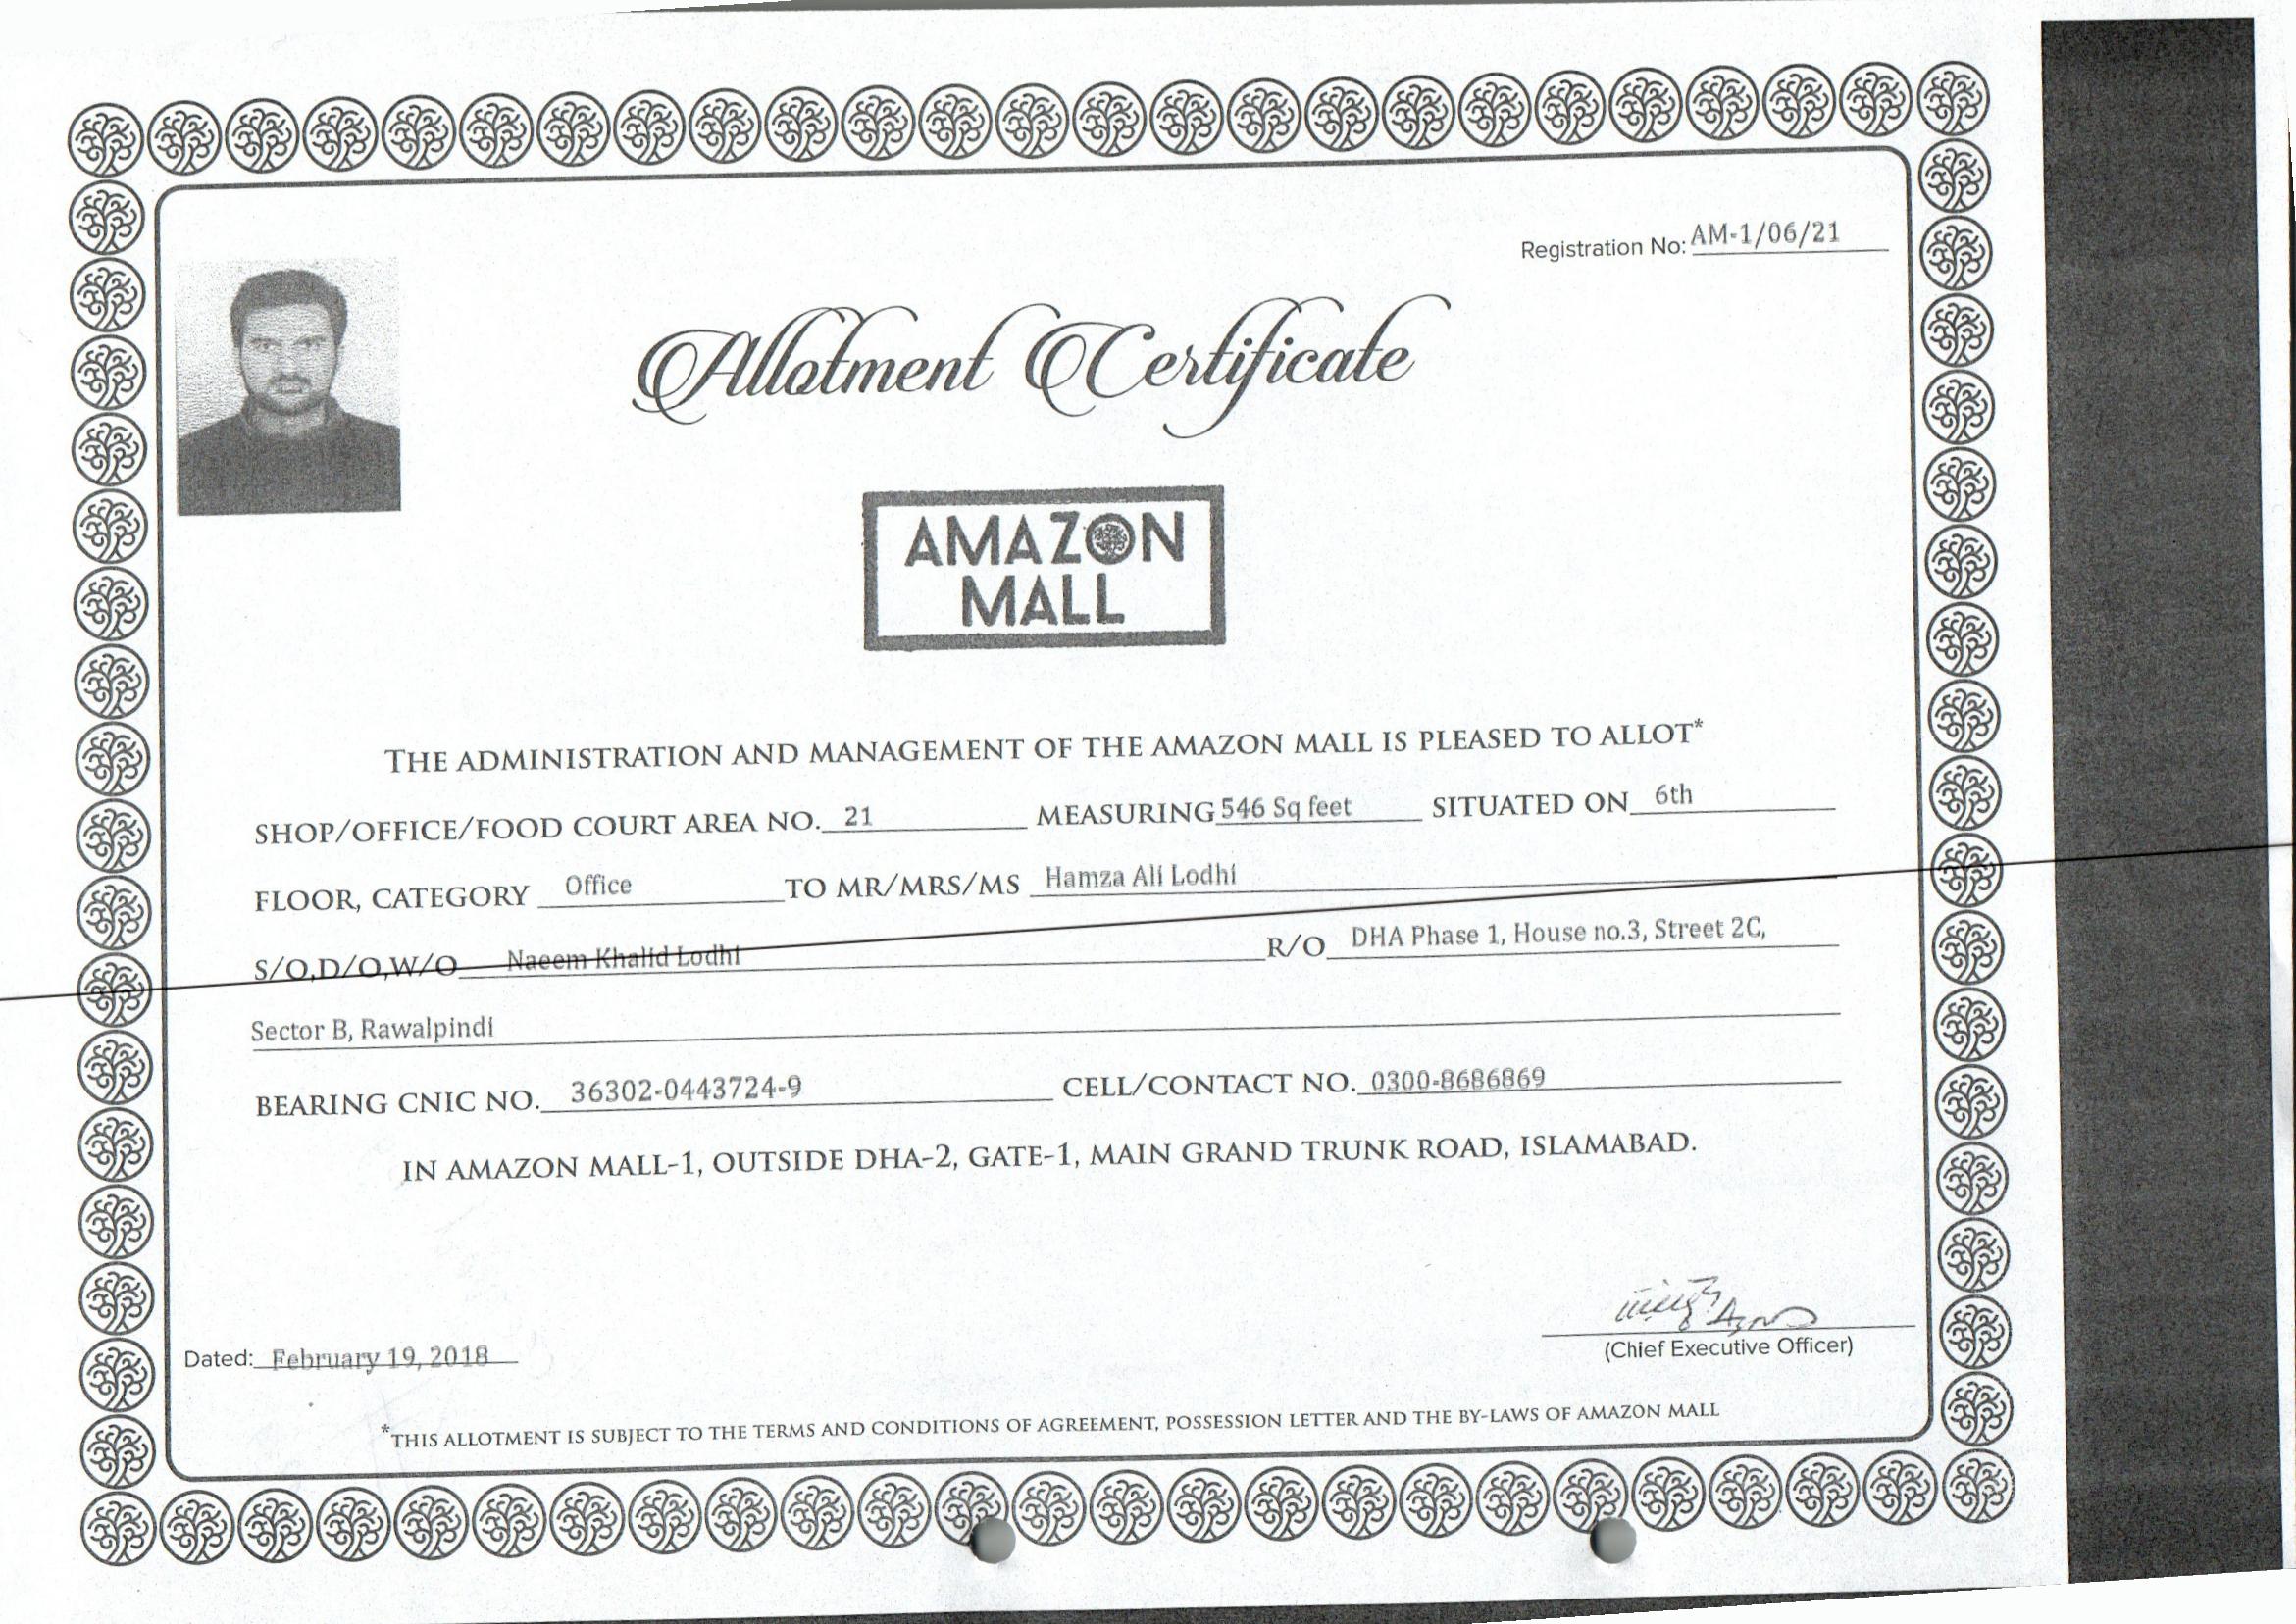 Registration No: AM-1/06/21
Allotment Certificate
AMAZON
MALL
THE ADMINISTRATION AND MANAGEMENT OF THE AMAZON MALL IS PLEASED TO ALLOT*
SHOP/OFFICE/FOOD COURT AREA NO. 21 MEASURING 546 Sq feet SITUATED ON 6th
FLOOR, CATEGORY Office TO MR/MRS/MS Hamza Ali Lodhi
S/O,D/O,W/O Naeem Khalid Lodhi R/O DHA Phase 1, House no.3, Street 2C,
Sector B, Rawalpindi
BEARING CNIC NO. 36302-0443724-9 CELL/CONTACT NO. 0300-8686869
IN AMAZON MALL-1, OUTSIDE DHA-2, GATE-1, MAIN GRAND TRUNK ROAD, ISLAMABAD.
Dated: February 19, 2018
(Chief Executive Officer)
*THIS ALLOTMENT IS SUBJECT TO THE TERMS AND CONDITIONS OF AGREEMENT, POSSESSION LETTER AND THE BY-LAWS OF AMAZON MALL